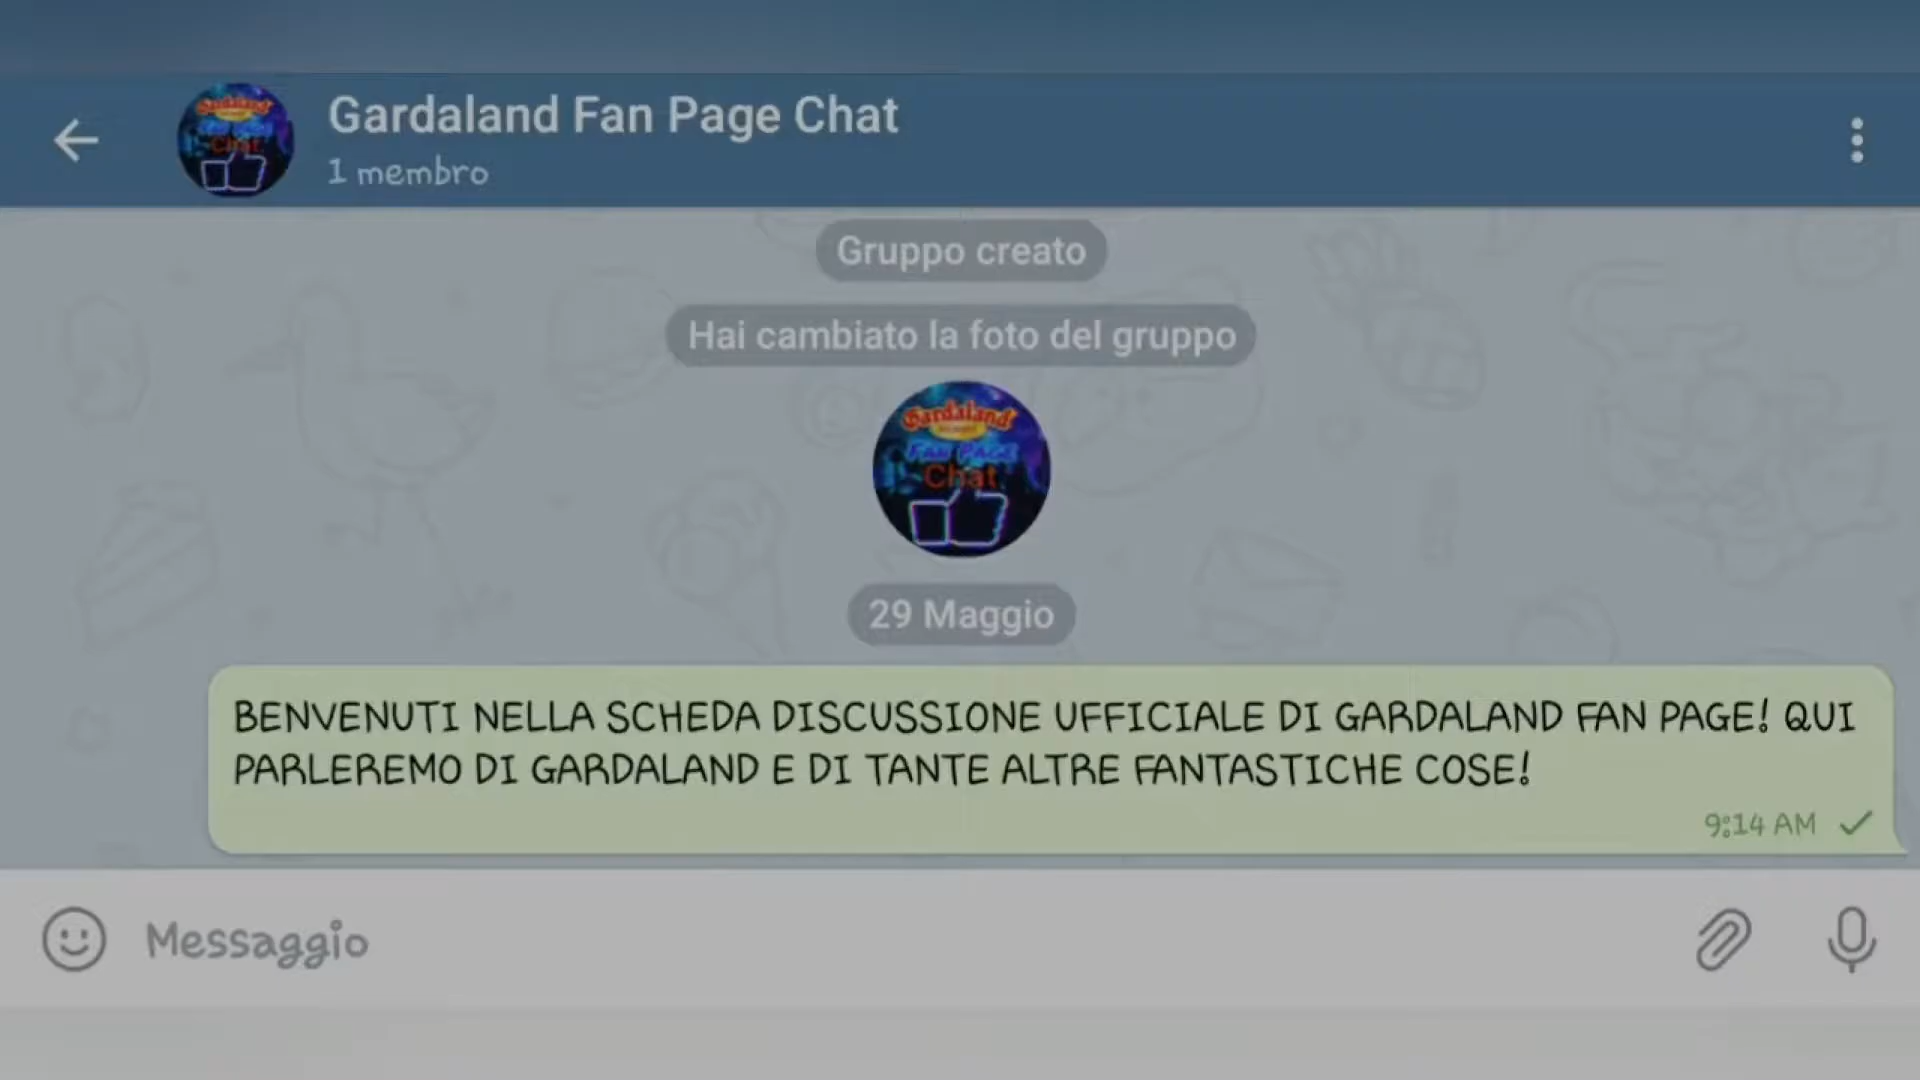 Gardaland Fan Page Chat
1 membro
Gruppo creato
Hai cambiato la foto del gruppo
Gardaland
FAN PAGE
Chat
29 Maggio
BENVENUTI NELLA SCHEDA DISCUSSIONE UFFICIALE DI GARDALAND FAN PAGE! QUI
PARLEREMO DI GARDALAND E DI TANTE ALTRE FANTASTICHE COSE!
9:14 AM
Messaggio